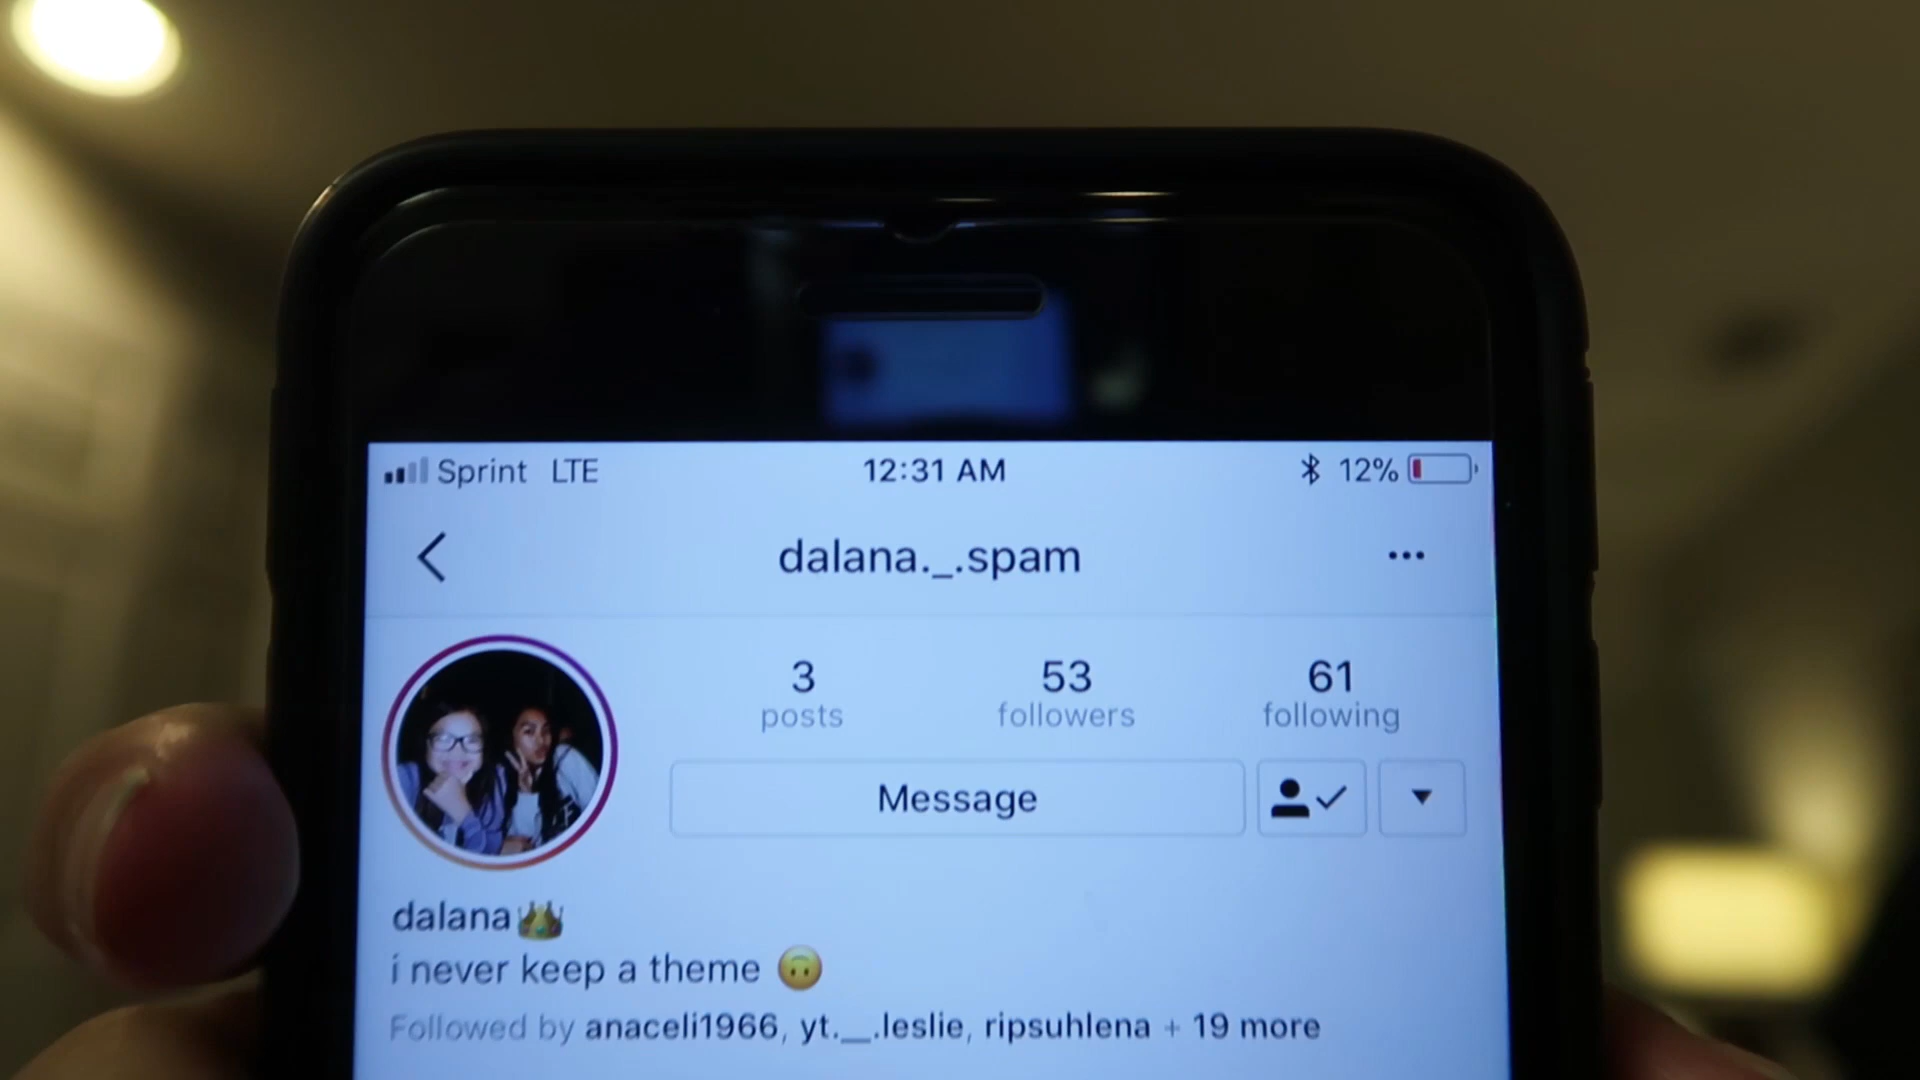 Sprint LTE 12:31 AM 12%
dalana._.spam
3 53 61
posts followers following
Message
dalana👑
i never keep a theme 🙃
Followed by anaceli1966, yt.__.leslie, ripsuhlena + 19 more